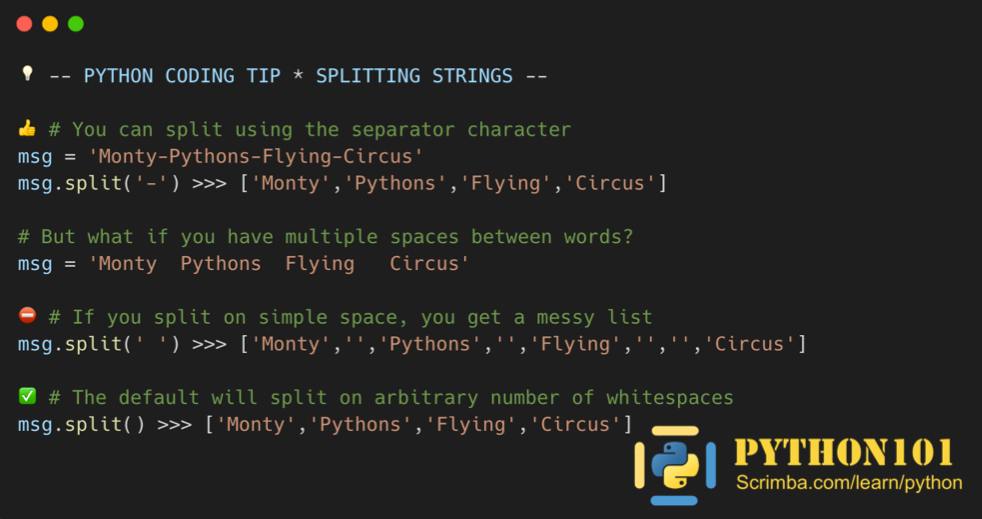 💡 -- PYTHON CODING TIP * SPLITTING STRINGS --
👍 # You can split using the separator character
msg = 'Monty-Pythons-Flying-Circus'
msg.split('-') >>> ['Monty','Pythons','Flying','Circus']
# But what if you have multiple spaces between words?
msg = 'Monty  Pythons  Flying   Circus'
⛔ # If you split on simple space, you get a messy list
msg.split(' ') >>> ['Monty','','Pythons','','Flying','','','Circus']
✅ # The default will split on arbitrary number of whitespaces
msg.split() >>> ['Monty','Pythons','Flying','Circus']
PYTHON101
Scrimba.com/learn/python